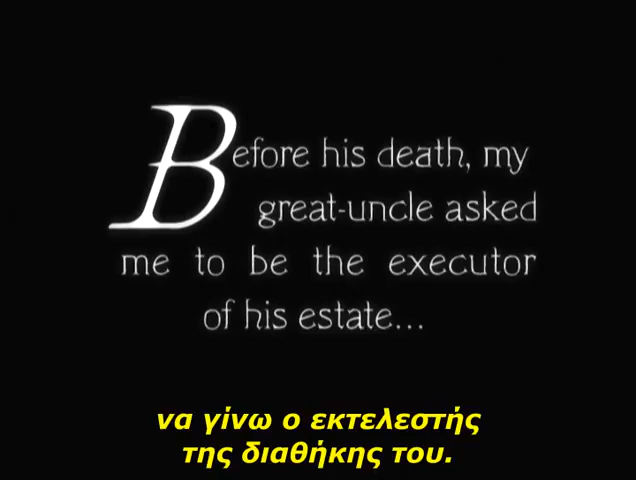 Before his death, my
great-uncle asked
me to be the executor
of his estate...
να γίνω ο εκτελεστής
της διαθήκης του.